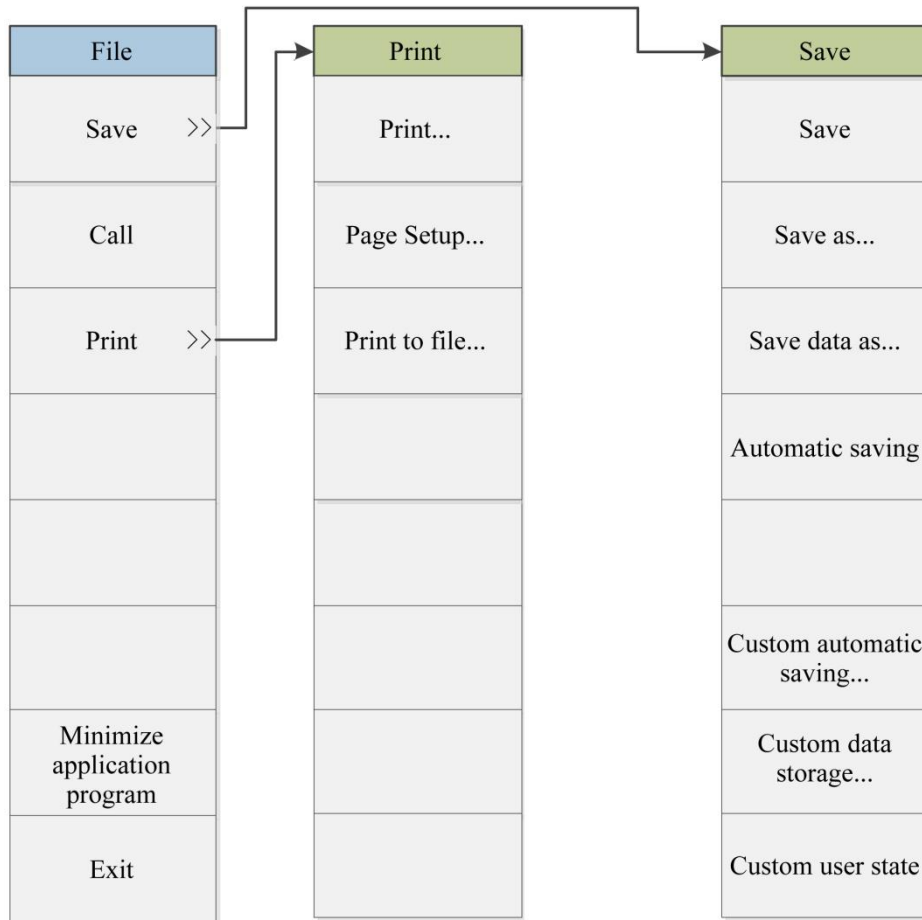 File
Save >>
Call
Print >>
Minimize
application
program
Exit
Print
Print...
Page Setup...
Print to file...
Save
Save
Save as...
Save data as...
Automatic saving
Custom automatic
saving...
Custom data
storage...
Custom user state